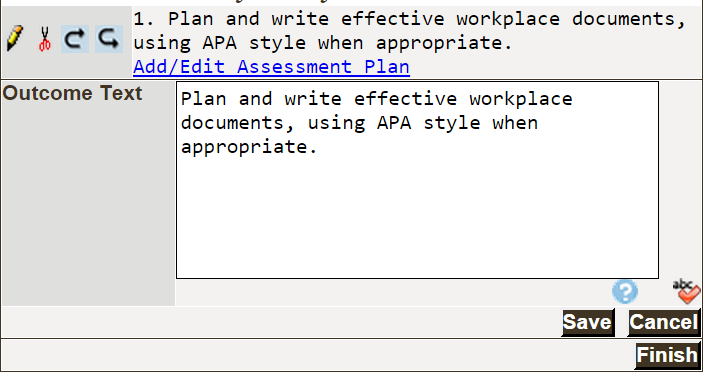 1. Plan and write effective workplace documents,
using APA style when appropriate.
Add/Edit Assessment Plan
Outcome Text
Plan and write effective workplace
documents, using APA style when
appropriate.
?
abc
Save Cancel
Finish